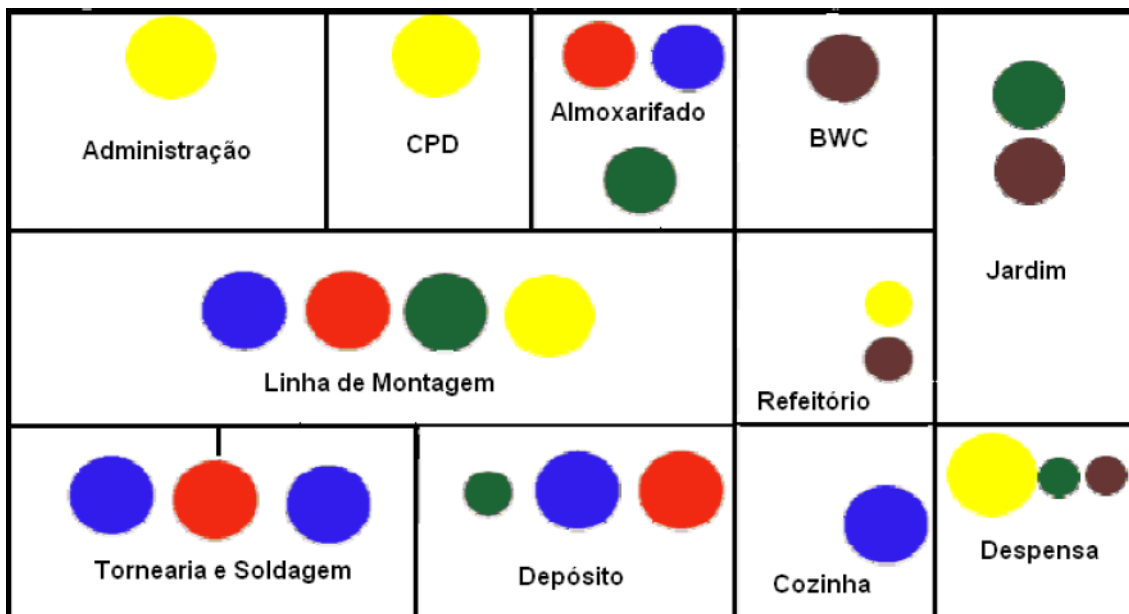 Administração
CPD
Almoxarifado
BWC
Jardim
Linha de Montagem
Refeitório
Tornearia e Soldagem
Depósito
Cozinha
Despensa